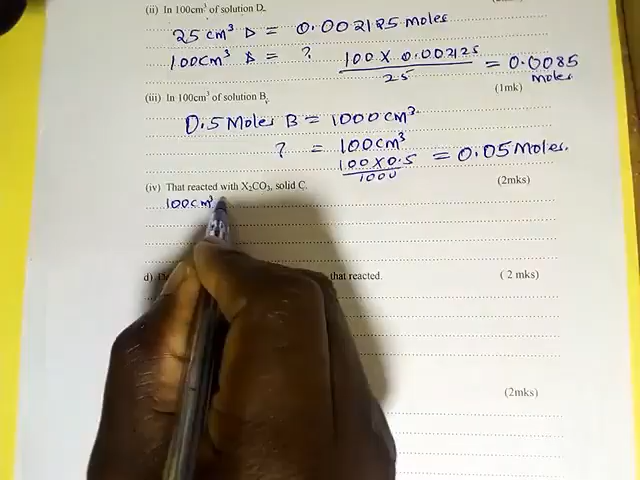 (ii) In 100cm³ of solution D.
25 cm³ D = 0.002125 moles
100cm³ D = ? 100 x 0.002125 / 25 = 0.0085 moles
(iii) In 100cm³ of solution B. (1mk)
0.5 Moles B = 1000 cm³
? = 100 cm³
100 x 0.5 / 1000 = 0.05 Moles.
(iv) That reacted with X₂CO₃, solid C. (2mks)
100cm³
d) that reacted. ( 2 mks)
(2mks)